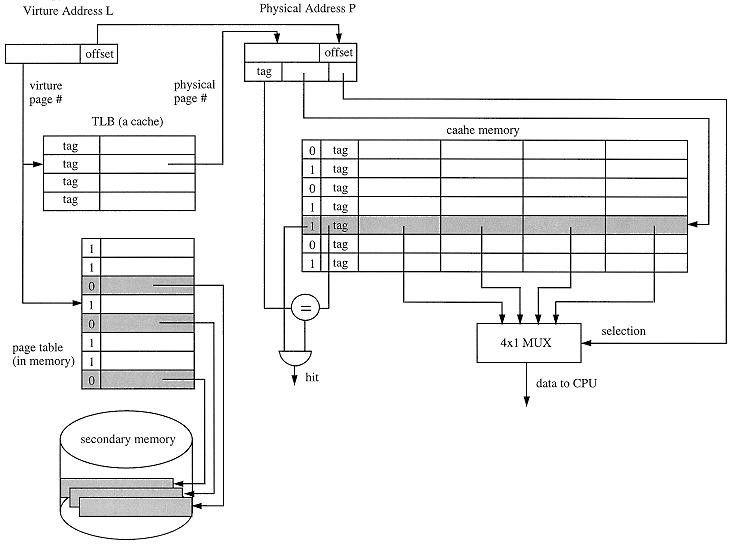 Virture Address L
Physical Address P
offset
offset
tag
virture
page #
physical
page #
TLB (a cache)
tag
tag
tag
tag
caahe memory
0 tag
1 tag
0 tag
1 tag
1 tag
0 tag
1 tag
1
1
0
1
0
1
1
0
page table
(in memory)
=
hit
4x1 MUX
selection
data to CPU
secondary memory